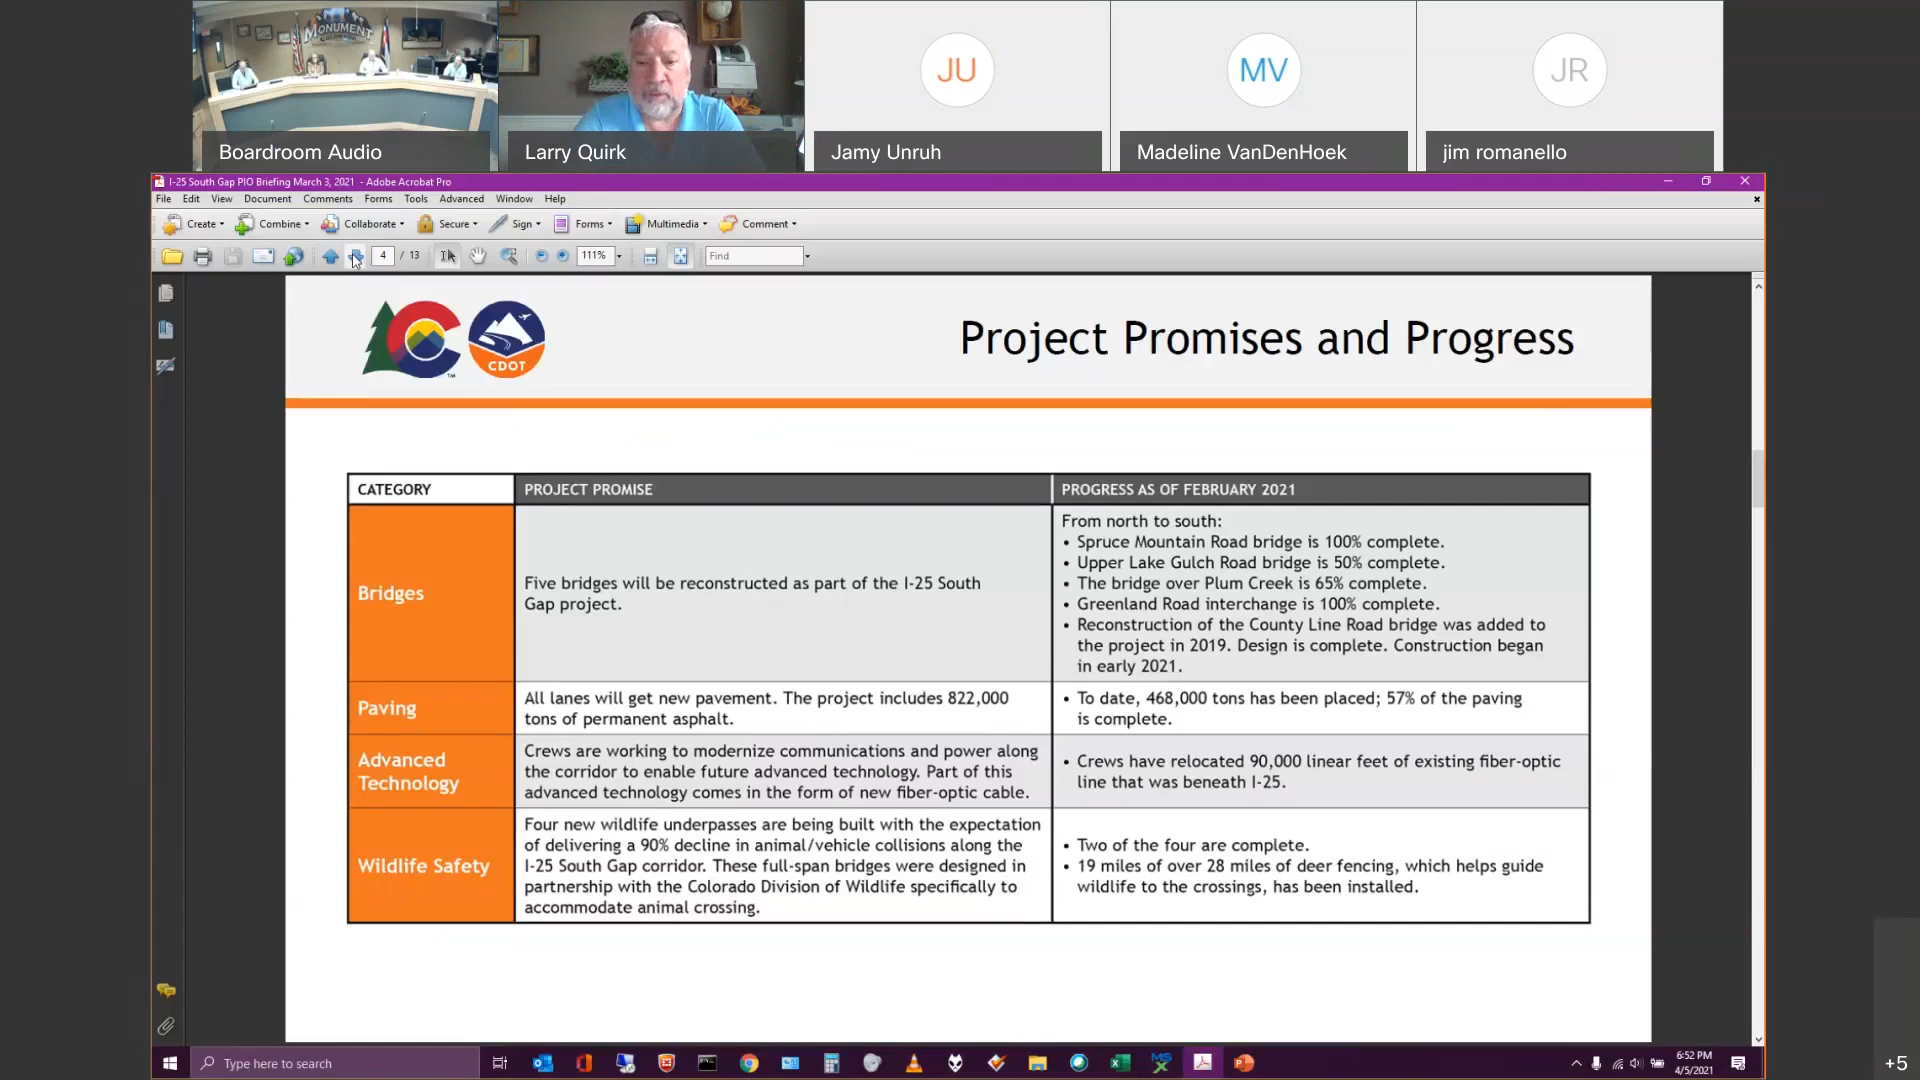 MONUMENT
JU
MV
JR
Boardroom Audio
Larry Quirk
Jamy Unruh
Madeline VanDenHoek
jim romanello
I-25 South Gap PIO Briefing March 3, 2021 - Adobe Acrobat Pro
File Edit View Document Comments Forms Tools Advanced Window Help
Create Combine Collaborate Secure Sign Forms Multimedia Comment
4 / 13 111% Find
CDOT
TM
Project Promises and Progress
CATEGORY
PROJECT PROMISE
PROGRESS AS OF FEBRUARY 2021
Bridges
Five bridges will be reconstructed as part of the I-25 South
Gap project.
From north to south:
• Spruce Mountain Road bridge is 100% complete.
• Upper Lake Gulch Road bridge is 50% complete.
• The bridge over Plum Creek is 65% complete.
• Greenland Road interchange is 100% complete.
• Reconstruction of the County Line Road bridge was added to
the project in 2019. Design is complete. Construction began
in early 2021.
Paving
All lanes will get new pavement. The project includes 822,000
tons of permanent asphalt.
• To date, 468,000 tons has been placed; 57% of the paving
is complete.
Advanced
Technology
Crews are working to modernize communications and power along
the corridor to enable future advanced technology. Part of this
advanced technology comes in the form of new fiber-optic cable.
• Crews have relocated 90,000 linear feet of existing fiber-optic
line that was beneath I-25.
Wildlife Safety
Four new wildlife underpasses are being built with the expectation
of delivering a 90% decline in animal/vehicle collisions along the
I-25 South Gap corridor. These full-span bridges were designed in
partnership with the Colorado Division of Wildlife specifically to
accommodate animal crossing.
• Two of the four are complete.
• 19 miles of over 28 miles of deer fencing, which helps guide
wildlife to the crossings, has been installed.
Type here to search
6:52 PM
4/5/2021
+5